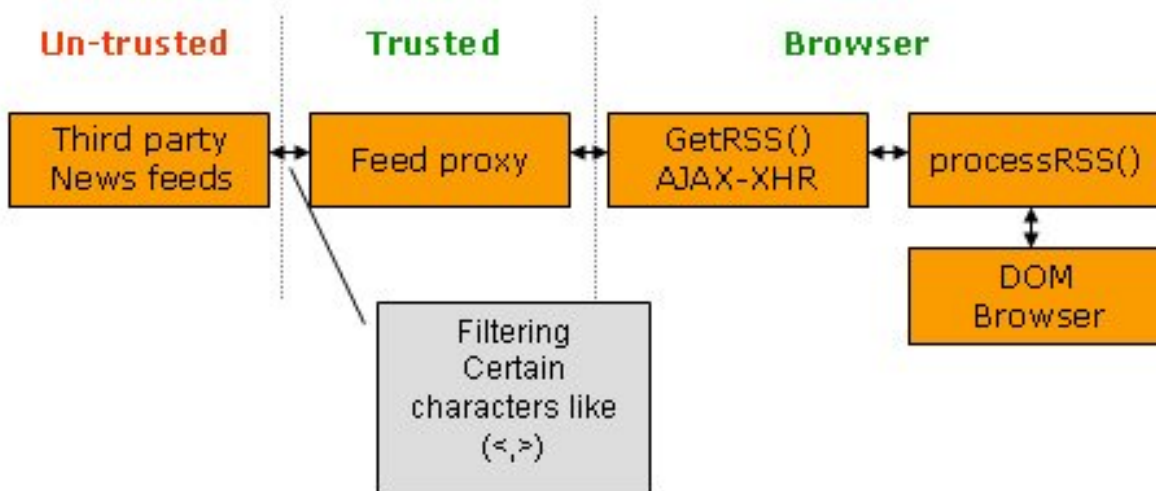 Un-trusted
Trusted
Browser
Third party
News feeds
Feed proxy
GetRSS()
AJAX-XHR
processRSS()
DOM
Browser
Filtering
Certain
characters like
(<,>)